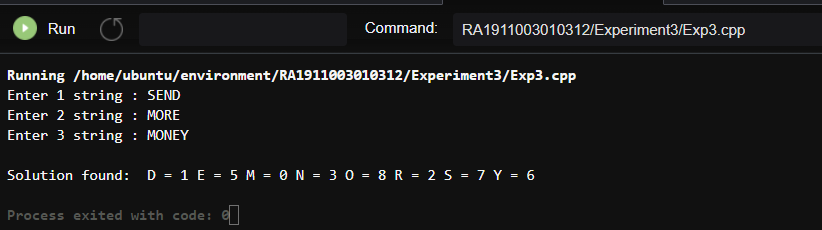 Run Command: RA1911003010312/Experiment3/Exp3.cpp
Running /home/ubuntu/environment/RA1911003010312/Experiment3/Exp3.cpp
Enter 1 string : SEND
Enter 2 string : MORE
Enter 3 string : MONEY
Solution found:  D = 1 E = 5 M = 0 N = 3 O = 8 R = 2 S = 7 Y = 6
Process exited with code: 0